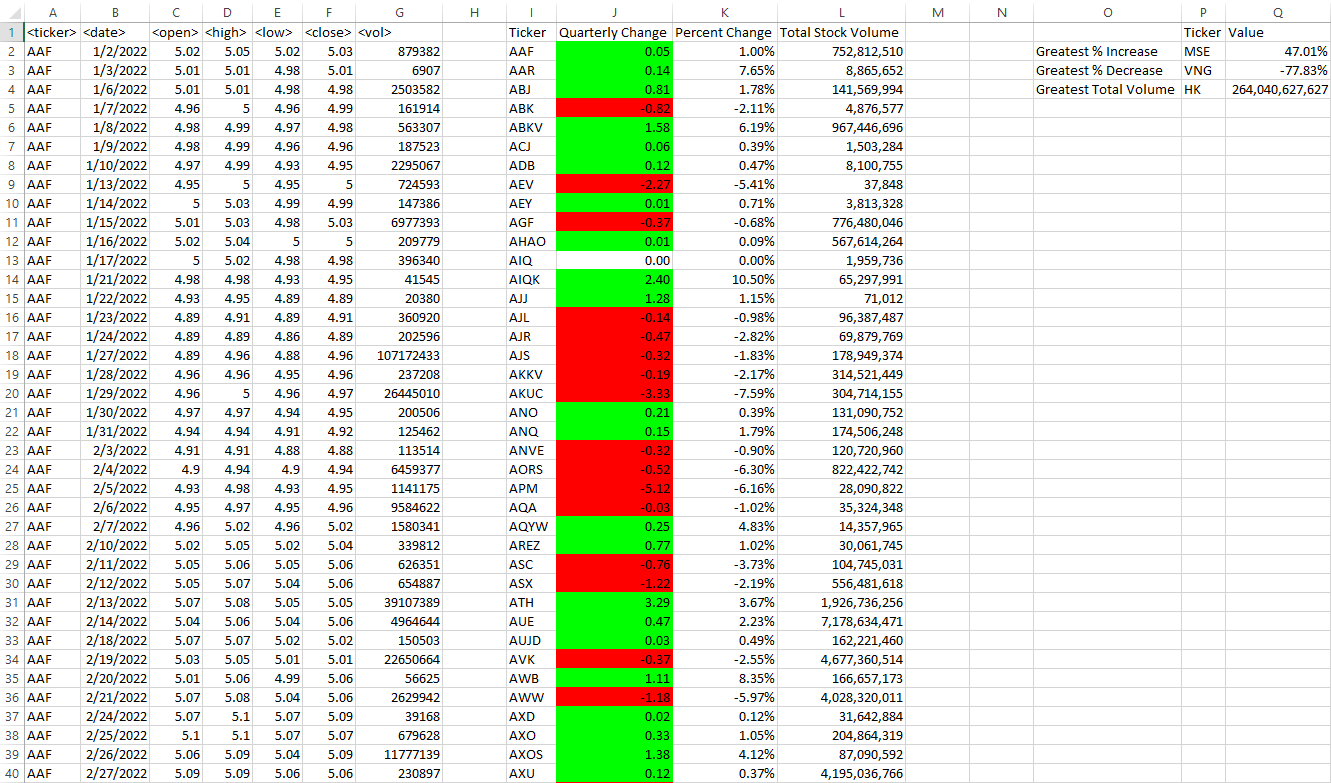 A B C D E F G H I J K L M N O P Q
1 <ticker> <date> <open> <high> <low> <close> <vol> Ticker Quarterly Change Percent Change Total Stock Volume Ticker Value
2 AAF 1/2/2022 5.02 5.05 5.02 5.03 879382 AAF 0.05 1.00% 752,812,510 Greatest % Increase MSE 47.01%
3 AAF 1/3/2022 5.01 5.01 4.98 5.01 6907 AAR 0.14 7.65% 8,865,652 Greatest % Decrease VNG -77.83%
4 AAF 1/6/2022 5.01 5.01 4.98 4.98 2503582 ABJ 0.81 1.78% 141,569,994 Greatest Total Volume HK 264,040,627,627
5 AAF 1/7/2022 4.96 5 4.96 4.99 161914 ABK -0.82 -2.11% 4,876,577
6 AAF 1/8/2022 4.98 4.99 4.97 4.98 563307 ABKV 1.58 6.19% 967,446,696
7 AAF 1/9/2022 4.98 4.99 4.96 4.96 187523 ACJ 0.06 0.39% 1,503,284
8 AAF 1/10/2022 4.97 4.99 4.93 4.95 2295067 ADB 0.12 0.47% 8,100,755
9 AAF 1/13/2022 4.95 5 4.95 5 724593 AEV -2.27 -5.41% 37,848
10 AAF 1/14/2022 5 5.03 4.99 4.99 147386 AEY 0.01 0.71% 3,813,328
11 AAF 1/15/2022 5.01 5.03 4.98 5.03 6977393 AGF -0.37 -0.68% 776,480,046
12 AAF 1/16/2022 5.02 5.04 5 5 209779 AHAO 0.01 0.09% 567,614,264
13 AAF 1/17/2022 5 5.02 4.98 4.98 396340 AIQ 0.00 0.00% 1,959,736
14 AAF 1/21/2022 4.98 4.98 4.93 4.95 41545 AIQK 2.40 10.50% 65,297,991
15 AAF 1/22/2022 4.93 4.95 4.89 4.89 20380 AJJ 1.28 1.15% 71,012
16 AAF 1/23/2022 4.89 4.91 4.89 4.91 360920 AJL -0.14 -0.98% 96,387,487
17 AAF 1/24/2022 4.89 4.89 4.86 4.89 202596 AJR -0.47 -2.82% 69,879,769
18 AAF 1/27/2022 4.89 4.96 4.88 4.96 107172433 AJS -0.32 -1.83% 178,949,374
19 AAF 1/28/2022 4.96 4.96 4.95 4.96 237208 AKKV -0.19 -2.17% 314,521,449
20 AAF 1/29/2022 4.96 5 4.96 4.97 26445010 AKUC -3.33 -7.59% 304,714,155
21 AAF 1/30/2022 4.97 4.97 4.94 4.95 200506 ANO 0.21 0.39% 131,090,752
22 AAF 1/31/2022 4.94 4.94 4.91 4.92 125462 ANQ 0.15 1.79% 174,506,248
23 AAF 2/3/2022 4.91 4.91 4.88 4.88 113514 ANVE -0.32 -0.90% 120,720,960
24 AAF 2/4/2022 4.9 4.94 4.9 4.94 6459377 AORS -0.52 -6.30% 822,422,742
25 AAF 2/5/2022 4.93 4.98 4.93 4.95 1141175 APM -5.12 -6.16% 28,090,822
26 AAF 2/6/2022 4.95 4.97 4.95 4.96 9584622 AQA -0.03 -1.02% 35,324,348
27 AAF 2/7/2022 4.96 5.02 4.96 5.02 1580341 AQYW 0.25 4.83% 14,357,965
28 AAF 2/10/2022 5.02 5.05 5.02 5.04 339812 AREZ 0.77 1.02% 30,061,745
29 AAF 2/11/2022 5.05 5.06 5.05 5.06 626351 ASC -0.76 -3.73% 104,745,031
30 AAF 2/12/2022 5.05 5.07 5.04 5.06 654887 ASX -1.22 -2.19% 556,481,618
31 AAF 2/13/2022 5.07 5.08 5.05 5.05 39107389 ATH 3.29 3.67% 1,926,736,256
32 AAF 2/14/2022 5.04 5.06 5.04 5.06 4964644 AUE 0.47 2.23% 7,178,634,471
33 AAF 2/18/2022 5.07 5.07 5.02 5.02 150503 AUJD 0.03 0.49% 162,221,460
34 AAF 2/19/2022 5.03 5.05 5.01 5.01 22650664 AVK -0.37 -2.55% 4,677,360,514
35 AAF 2/20/2022 5.01 5.06 4.99 5.06 56625 AWB 1.11 8.35% 166,657,173
36 AAF 2/21/2022 5.07 5.08 5.04 5.06 2629942 AWW -1.18 -5.97% 4,028,320,011
37 AAF 2/24/2022 5.07 5.1 5.07 5.09 39168 AXD 0.02 0.12% 31,642,884
38 AAF 2/25/2022 5.1 5.1 5.07 5.07 679628 AXO 0.33 1.05% 204,864,319
39 AAF 2/26/2022 5.06 5.09 5.04 5.09 11777139 AXOS 1.38 4.12% 87,090,592
40 AAF 2/27/2022 5.09 5.09 5.06 5.06 230897 AXU 0.12 0.37% 4,195,036,766